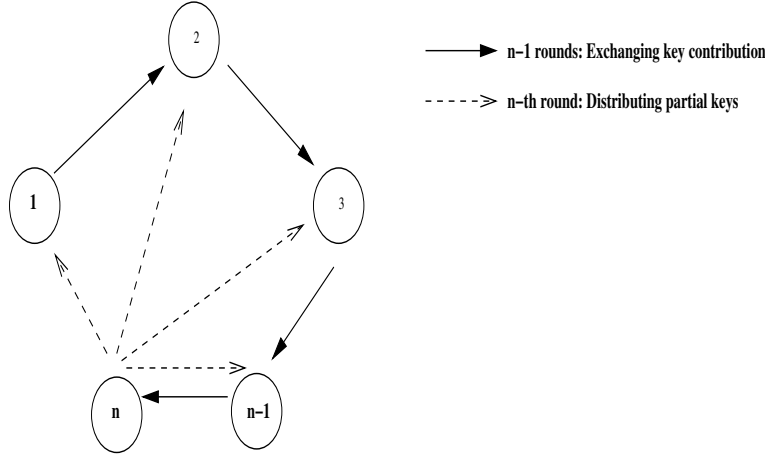 2
n-1 rounds: Exchanging key contribution
n-th round: Distributing partial keys
1
3
n
n-1